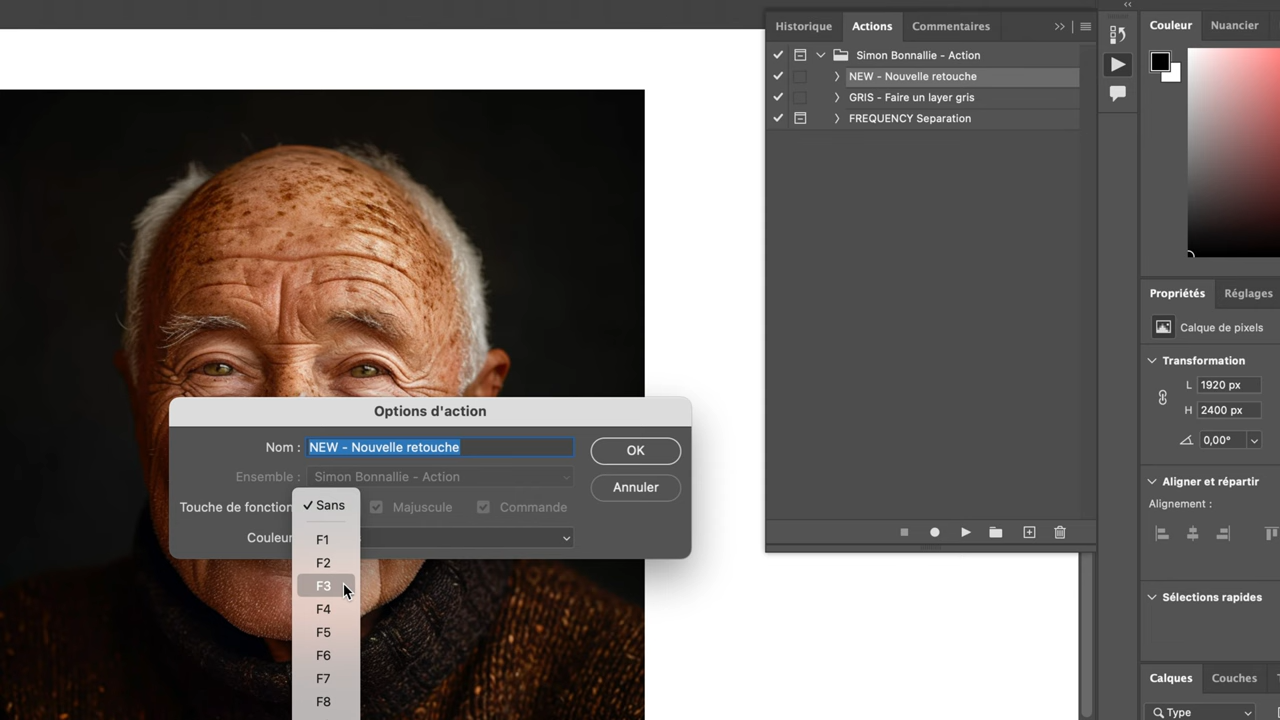 Historique
Actions
Commentaires
Simon Bonnallie - Action
NEW - Nouvelle retouche
GRIS - Faire un layer gris
FREQUENCY Separation
Couleur
Nuancier
Propriétés
Réglages
Calque de pixels
Transformation
L 1920 px
H 2400 px
0,00°
Aligner et répartir
Alignement :
Sélections rapides
Calques
Couches
Type
Options d'action
Nom : NEW - Nouvelle retouche
OK
Ensemble : Simon Bonnallie - Action
Annuler
Touche de fonction
Sans
Majuscule
Commande
Couleur
F1
F2
F3
F4
F5
F6
F7
F8